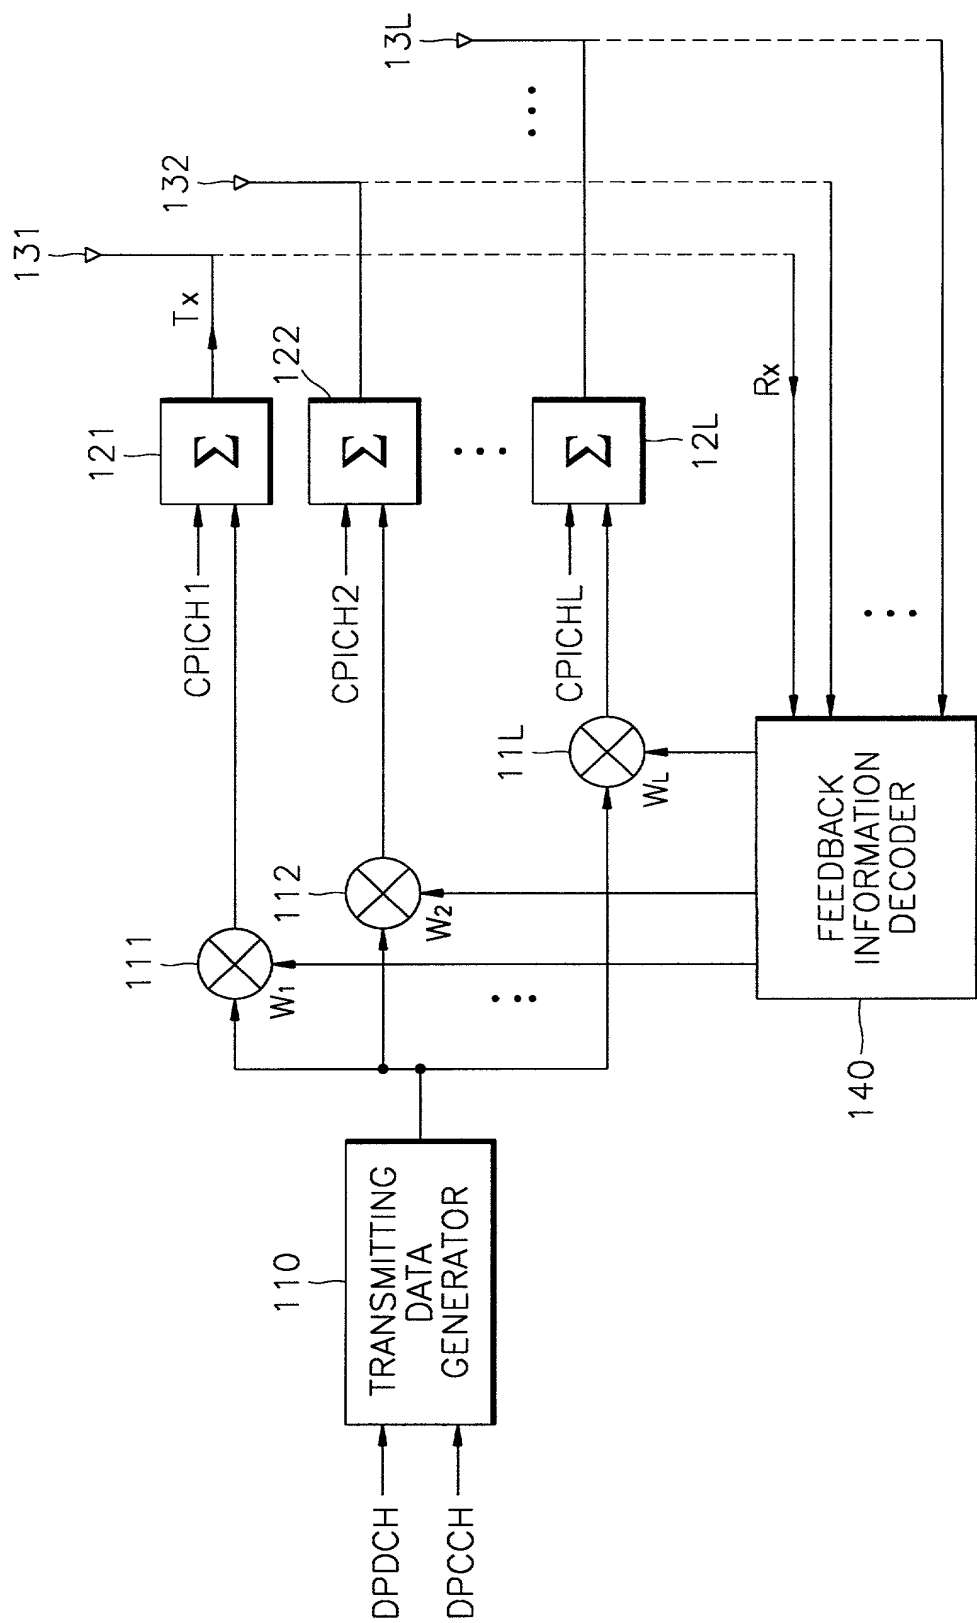 131
132
13L
Tx
121
Σ
122
Σ
12L
Σ
Rx
CPICH1
CPICH2
CPICHL
111
W1
112
W2
11L
WL
110
TRANSMITTING
DATA
GENERATOR
DPDCH
DPCCH
FEEDBACK
INFORMATION
DECODER
140